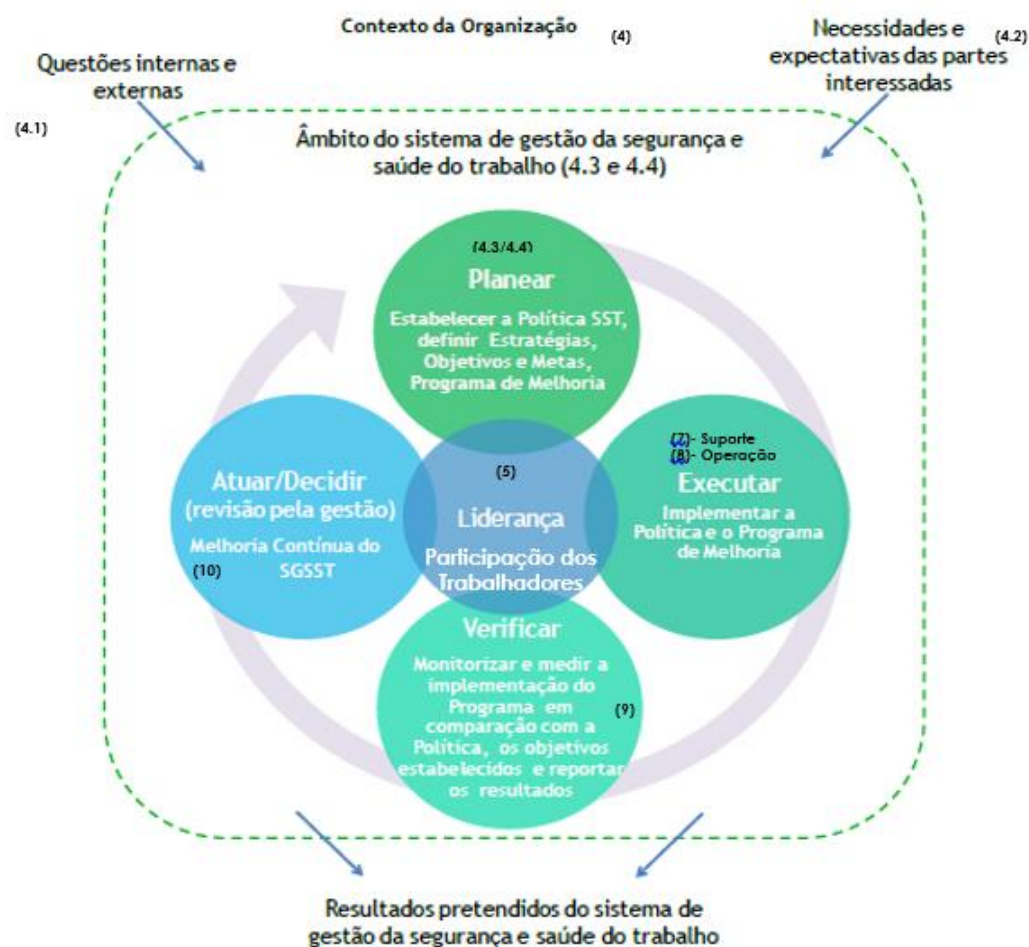 Contexto da Organização (4)
Necessidades e (4.2)
expectativas das partes
interessadas
Questões internas e
externas
(4.1)
Âmbito do sistema de gestão da segurança e
saúde do trabalho (4.3 e 4.4)
(4.3/4.4)
Planear
Estabelecer a Política SST,
definir Estratégias,
Objetivos e Metas,
Programa de Melhoria
Atuar/Decidir
(revisão pela gestão)
Melhoria Contínua do
SGSST
(10)
(5)
Liderança
Participação dos
Trabalhadores
(7)- Suporte
(8)- Operação
Executar
Implementar a
Política e o Programa
de Melhoria
Verificar
Monitorizar e medir a
implementação do
Programa em
comparação com a
Política, os objetivos
estabelecidos e reportar
os resultados
(9)
Resultados pretendidos do sistema de
gestão da segurança e saúde do trabalho